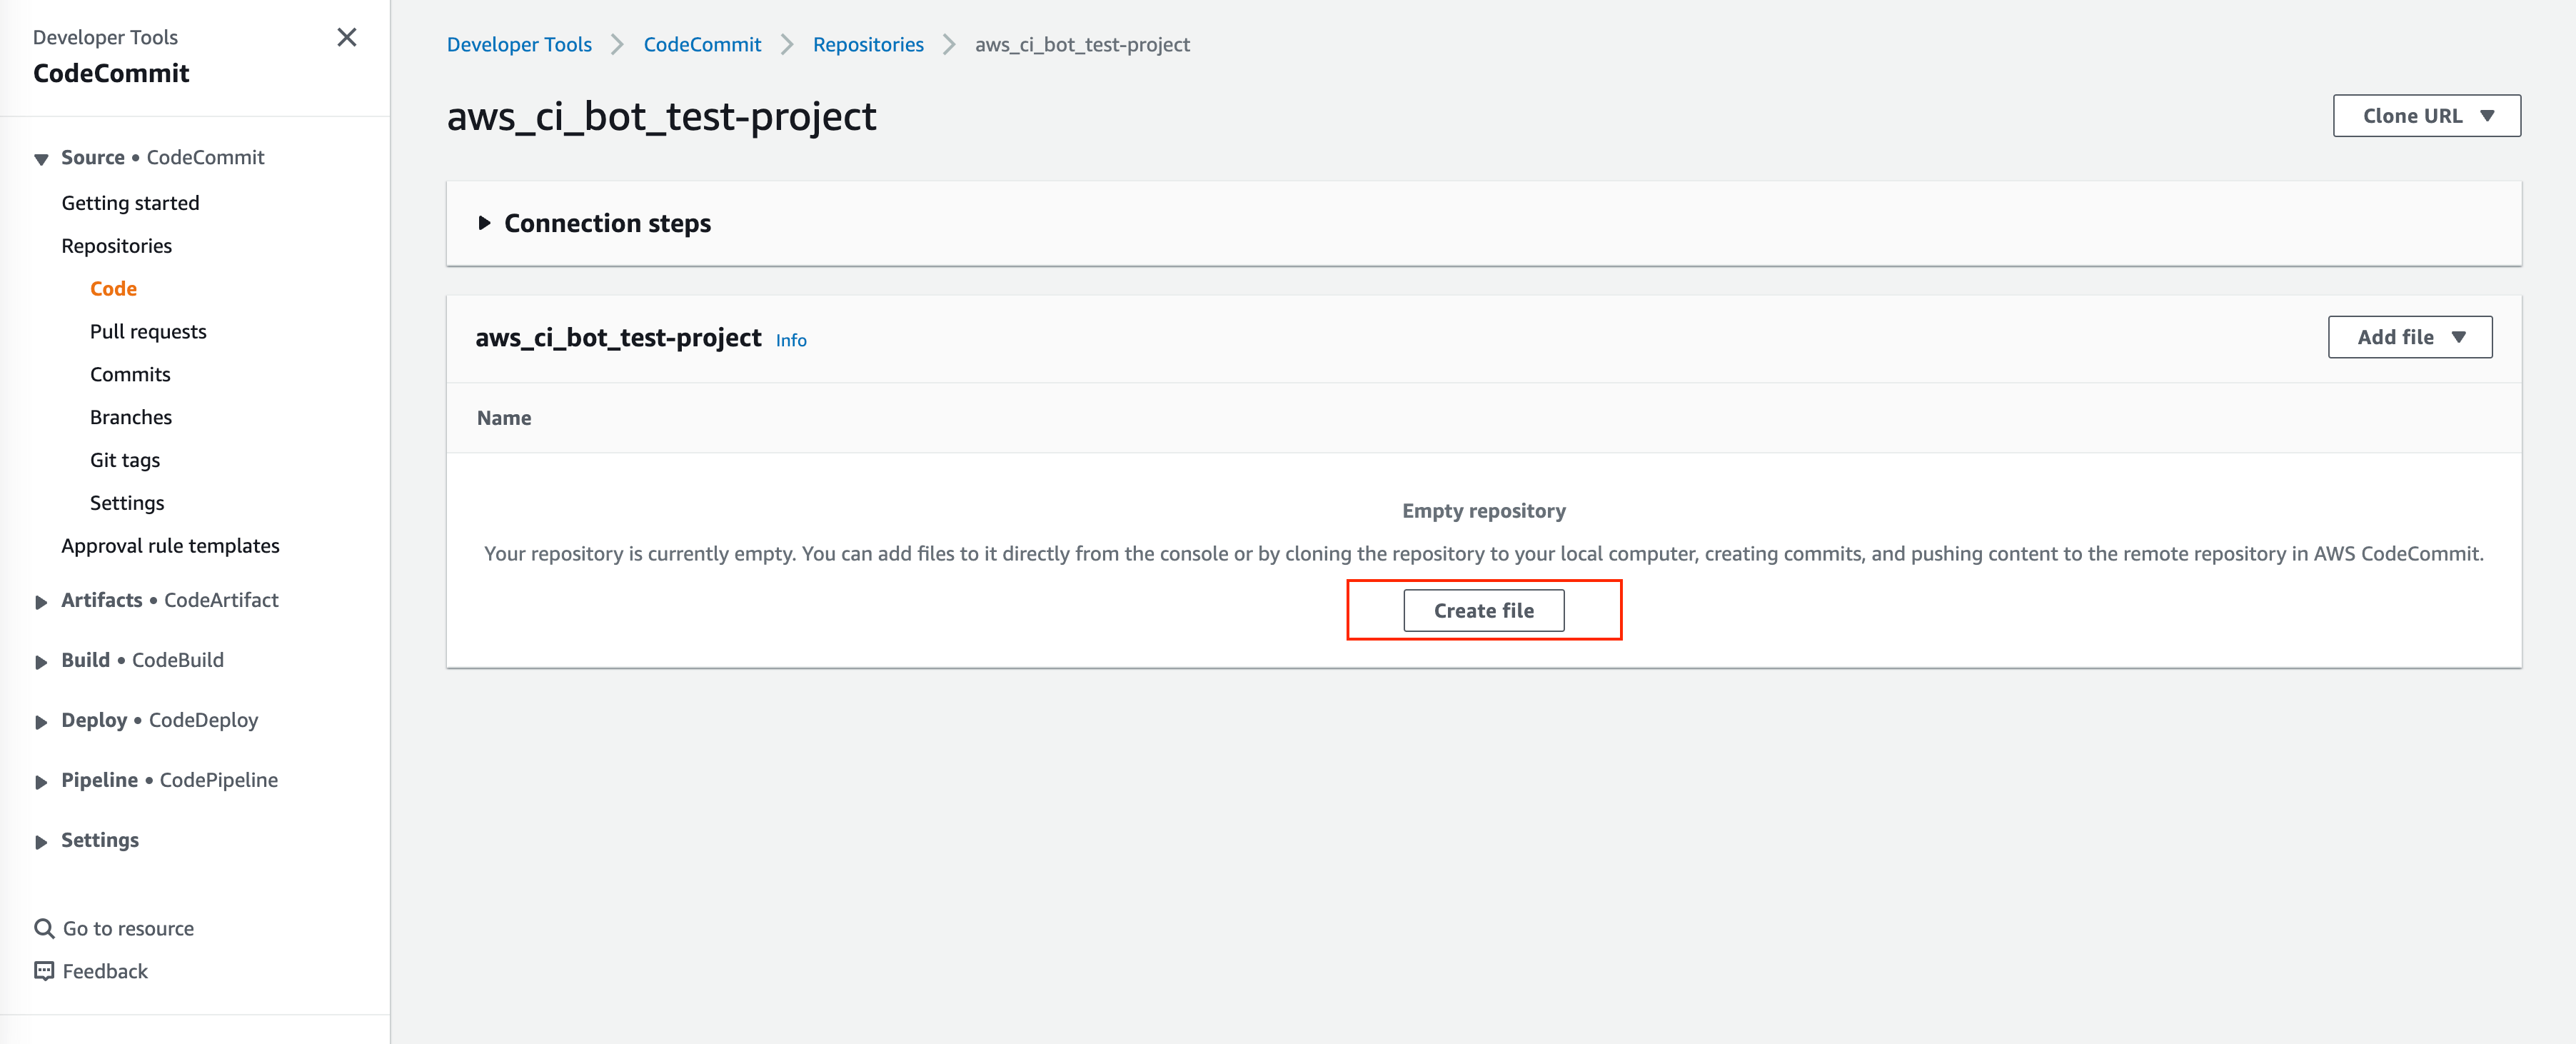 Developer Tools
CodeCommit
Source • CodeCommit
Getting started
Repositories
Code
Pull requests
Commits
Branches
Git tags
Settings
Approval rule templates
Artifacts • CodeArtifact
Build • CodeBuild
Deploy • CodeDeploy
Pipeline • CodePipeline
Settings
Go to resource
Feedback
Developer Tools CodeCommit Repositories aws_ci_bot_test-project
aws_ci_bot_test-project
Clone URL
Connection steps
aws_ci_bot_test-project Info
Add file
Name
Empty repository
Your repository is currently empty. You can add files to it directly from the console or by cloning the repository to your local computer, creating commits, and pushing content to the remote repository in AWS CodeCommit.
Create file